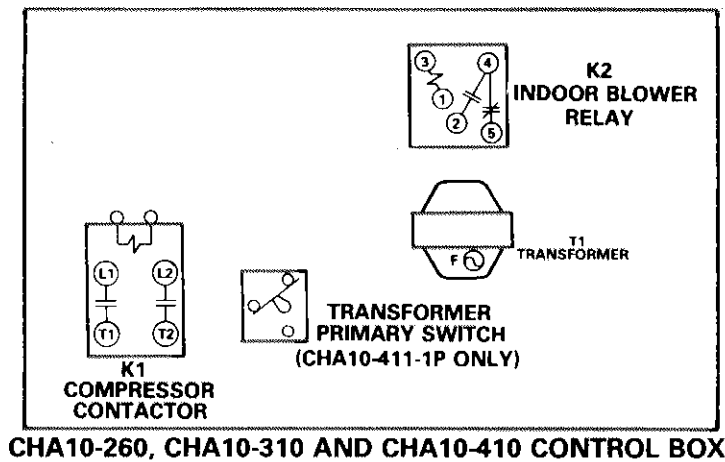 3
4
1
2
5
K2
INDOOR BLOWER
RELAY
T1
TRANSFORMER
F
L1
L2
T1
T2
K1
COMPRESSOR
CONTACTOR
TRANSFORMER
PRIMARY SWITCH
(CHA10-411-1P ONLY)
CHA10-260, CHA10-310 AND CHA10-410 CONTROL BOX